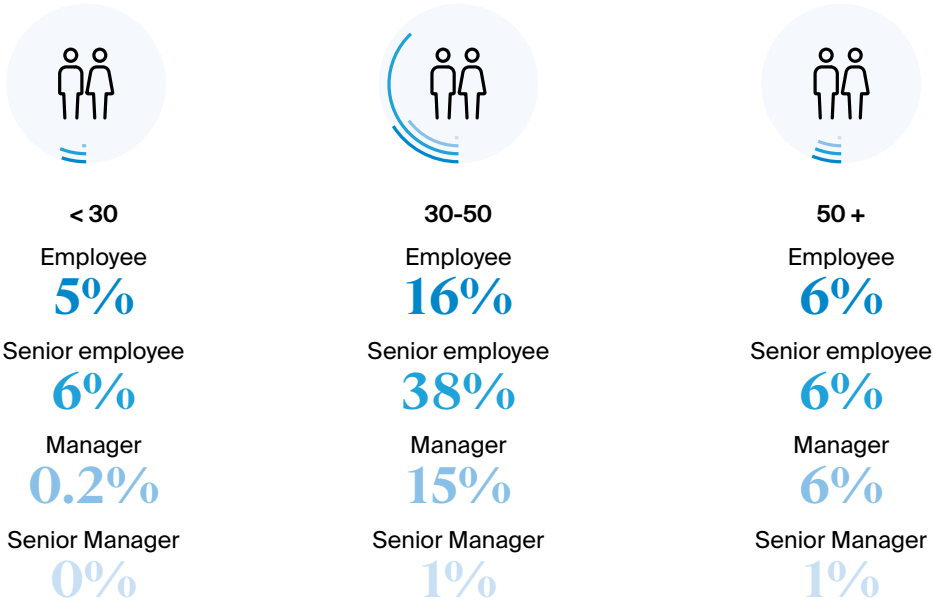 < 30
Employee
5%
Senior employee
6%
Manager
0.2%
Senior Manager
0%
30-50
Employee
16%
Senior employee
38%
Manager
15%
Senior Manager
1%
50 +
Employee
6%
Senior employee
6%
Manager
6%
Senior Manager
1%